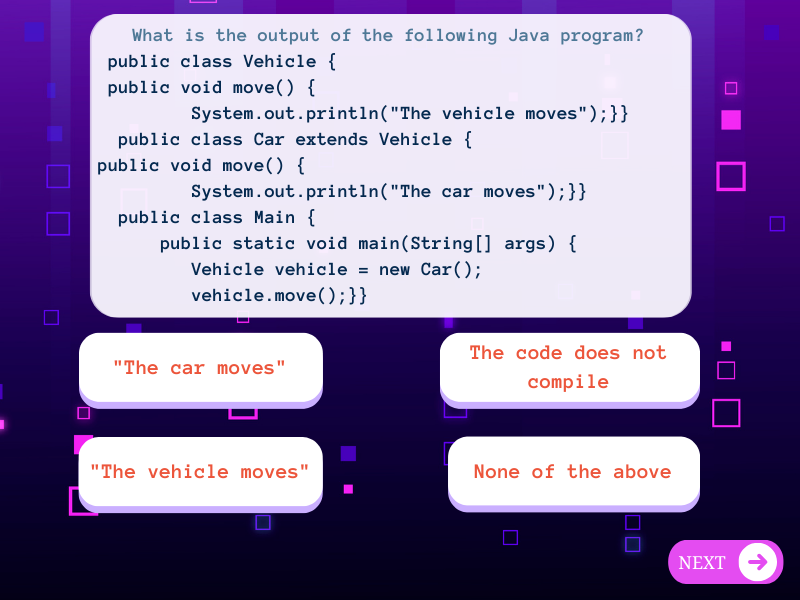 What is the output of the following Java program?
public class Vehicle {
public void move() {
System.out.println("The vehicle moves");}}
public class Car extends Vehicle {
public void move() {
System.out.println("The car moves");}}
public class Main {
public static void main(String[] args) {
Vehicle vehicle = new Car();
vehicle.move();}}
"The car moves"
The code does not
compile
"The vehicle moves"
None of the above
NEXT